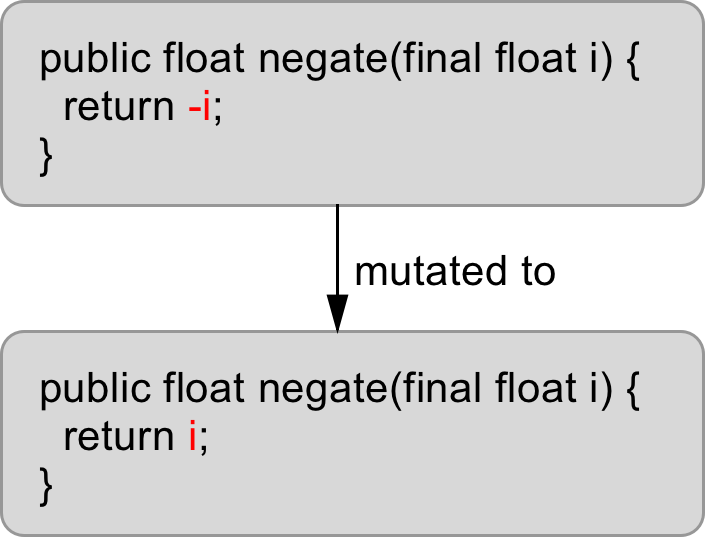 public float negate(final float i) {
  return -i;
}
mutated to
public float negate(final float i) {
  return i;
}